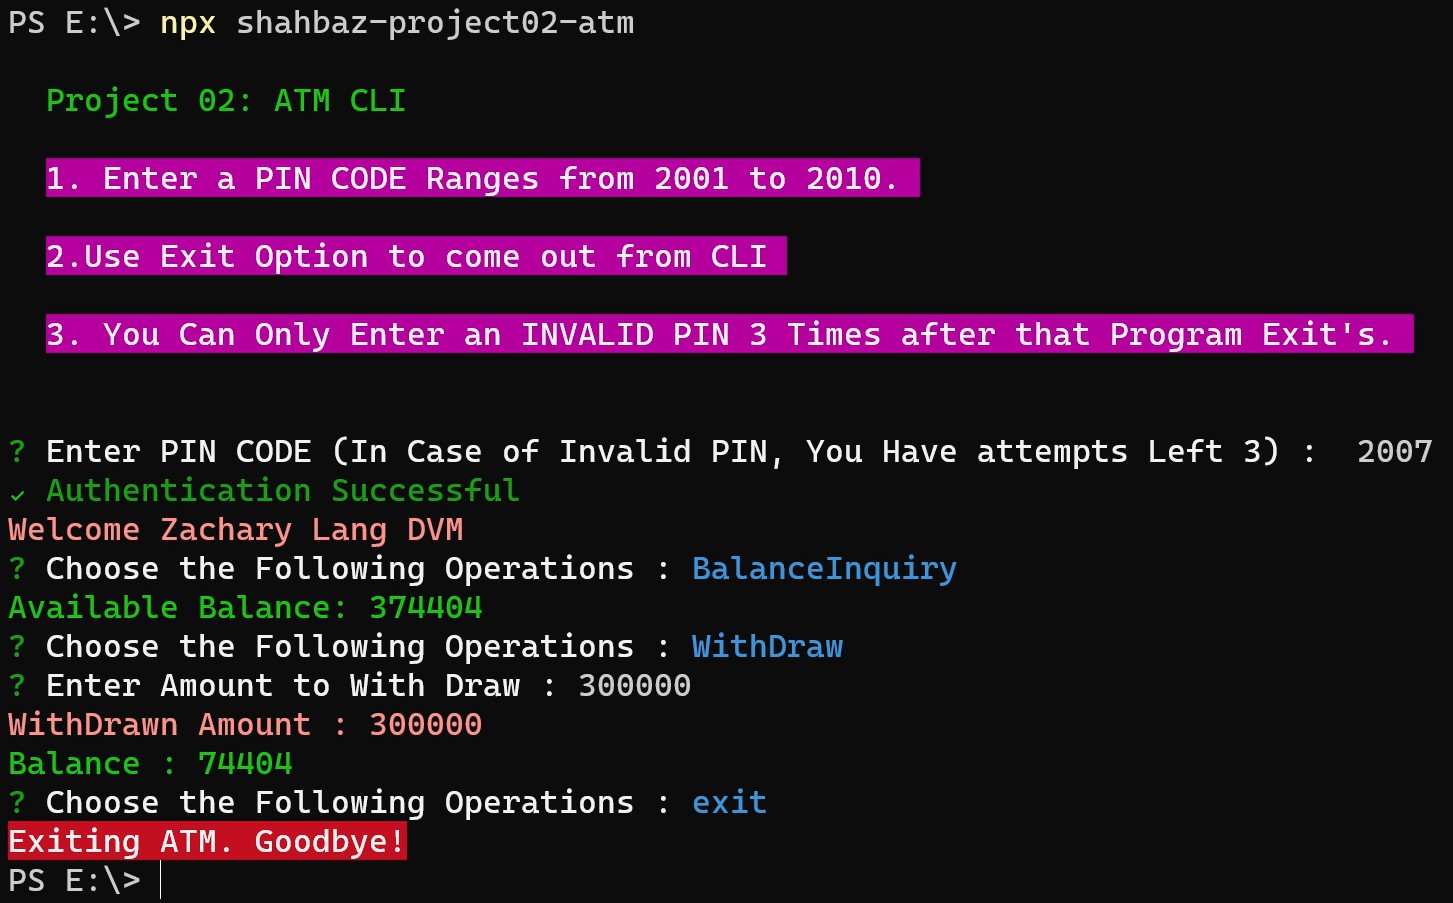 PS E:\> npx shahbaz-project02-atm
Project 02: ATM CLI
1. Enter a PIN CODE Ranges from 2001 to 2010.
2.Use Exit Option to come out from CLI
3. You Can Only Enter an INVALID PIN 3 Times after that Program Exit's.
? Enter PIN CODE (In Case of Invalid PIN, You Have attempts Left 3) :  2007
✓ Authentication Successful
Welcome Zachary Lang DVM
? Choose the Following Operations : BalanceInquiry
Available Balance: 374404
? Choose the Following Operations : WithDraw
? Enter Amount to With Draw : 300000
WithDrawn Amount : 300000
Balance : 74404
? Choose the Following Operations : exit
Exiting ATM. Goodbye!
PS E:\>